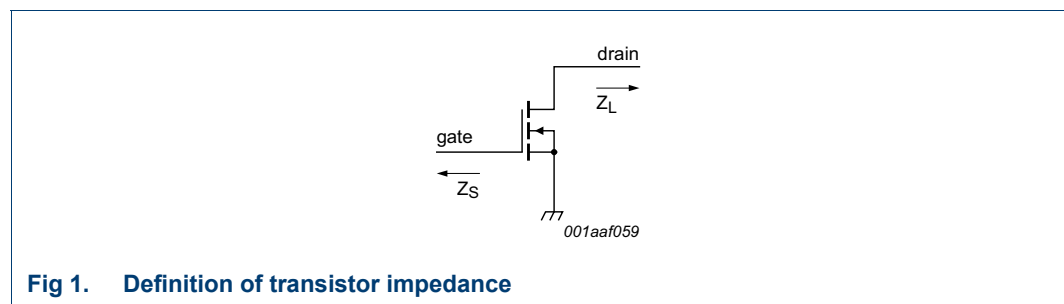 drain
Z_L
gate
Z_S
001aaf059
Fig 1. Definition of transistor impedance